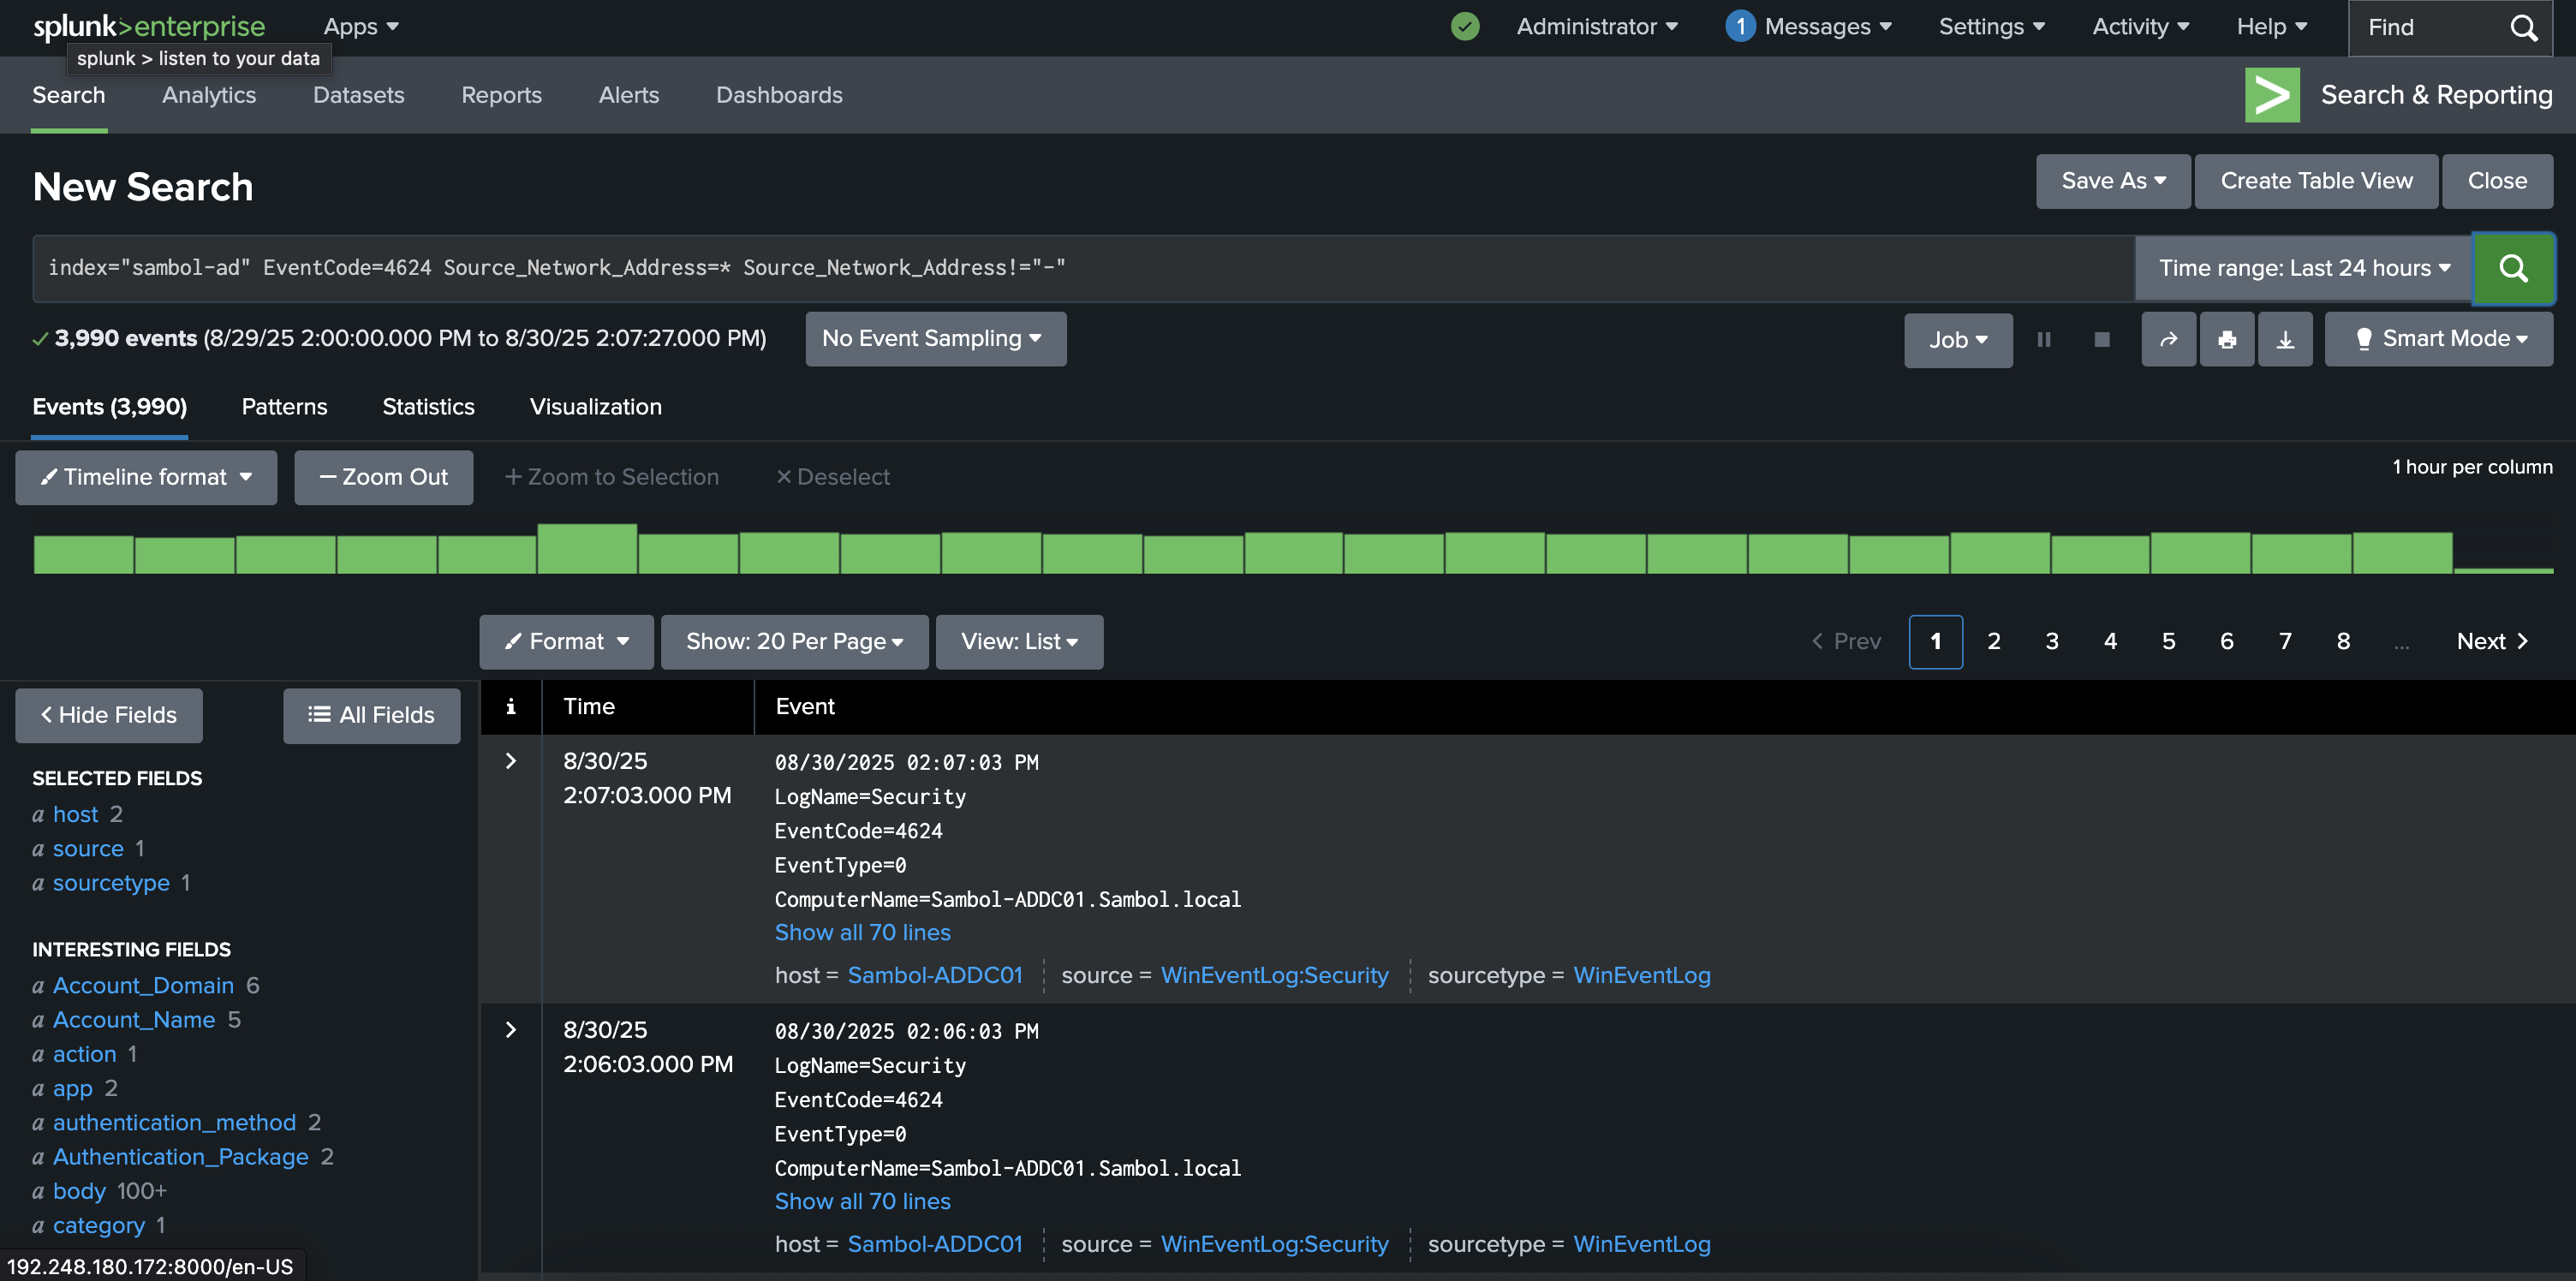 splunk>enterprise Apps Administrator 1 Messages Settings Activity Help Find
splunk > listen to your data
Search Analytics Datasets Reports Alerts Dashboards Search & Reporting
New Search Save As Create Table View Close
index="sambol-ad" EventCode=4624 Source_Network_Address=* Source_Network_Address!="-" Time range: Last 24 hours
3,990 events (8/29/25 2:00:00.000 PM to 8/30/25 2:07:27.000 PM) No Event Sampling Job Smart Mode
Events (3,990) Patterns Statistics Visualization
Timeline format — Zoom Out + Zoom to Selection × Deselect 1 hour per column
Format Show: 20 Per Page View: List < Prev 1 2 3 4 5 6 7 8 ... Next >
< Hide Fields All Fields i Time Event
SELECTED FIELDS
a host 2
a source 1
a sourcetype 1
INTERESTING FIELDS
a Account_Domain 6
a Account_Name 5
a action 1
a app 2
a authentication_method 2
a Authentication_Package 2
a body 100+
a category 1
> 8/30/25
2:07:03.000 PM
08/30/2025 02:07:03 PM
LogName=Security
EventCode=4624
EventType=0
ComputerName=Sambol-ADDC01.Sambol.local
Show all 70 lines
host = Sambol-ADDC01 source = WinEventLog:Security sourcetype = WinEventLog
> 8/30/25
2:06:03.000 PM
08/30/2025 02:06:03 PM
LogName=Security
EventCode=4624
EventType=0
ComputerName=Sambol-ADDC01.Sambol.local
Show all 70 lines
host = Sambol-ADDC01 source = WinEventLog:Security sourcetype = WinEventLog
192.248.180.172:8000/en-US